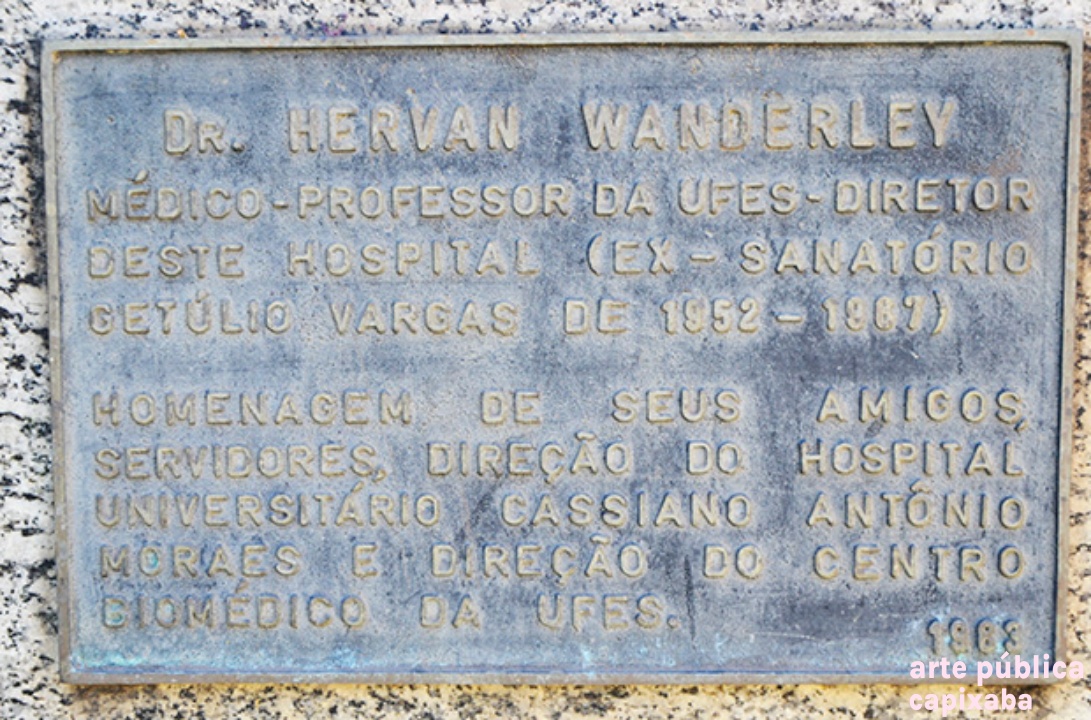 Dr. HERVAN WANDERLEY
MÉDICO-PROFESSOR DA UFES-DIRETOR
DESTE HOSPITAL (EX-SANATÓRIO
GETÚLIO VARGAS DE 1952-1967)
HOMENAGEM DE SEUS AMIGOS,
SERVIDORES, DIREÇÃO DO HOSPITAL
UNIVERSITÁRIO CASSIANO ANTÔNIO
MORAES E DIREÇÃO DO CENTRO
BIOMÉDICO DA UFES.
1983
arte pública
capixaba